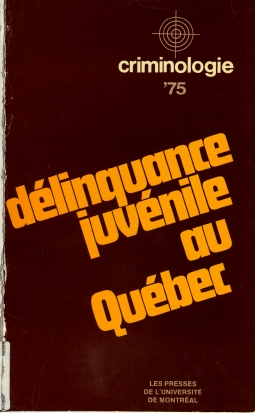 criminologie
'75
délinquance
juvénile
au
Québec
LES PRESSES
DE L'UNIVERSITÉ
DE MONTRÉAL